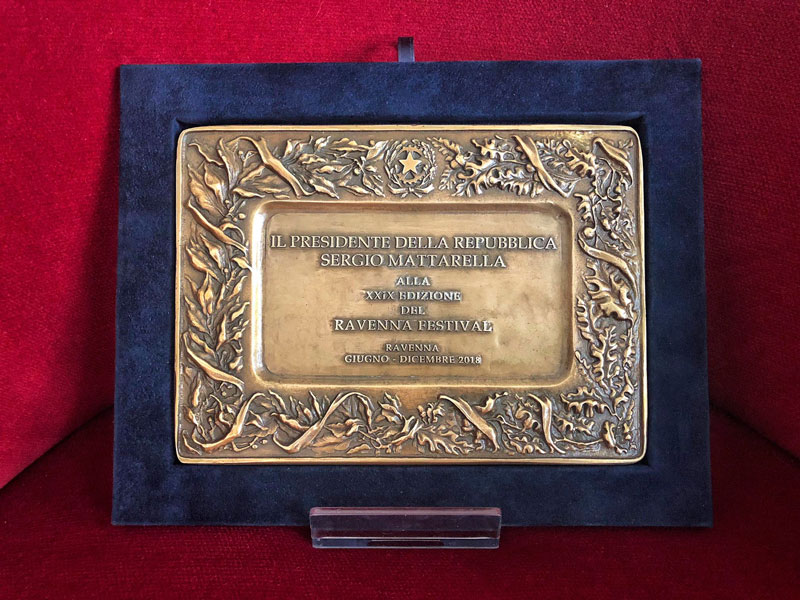 IL PRESIDENTE DELLA REPUBBLICA
SERGIO MATTARELLA
ALLA
XXIX EDIZIONE
DEL
RAVENNA FESTIVAL
RAVENNA
GIUGNO - DICEMBRE 2018